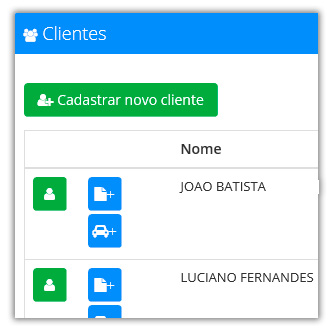 Clientes
Cadastrar novo cliente
Nome
JOAO BATISTA
LUCIANO FERNANDES